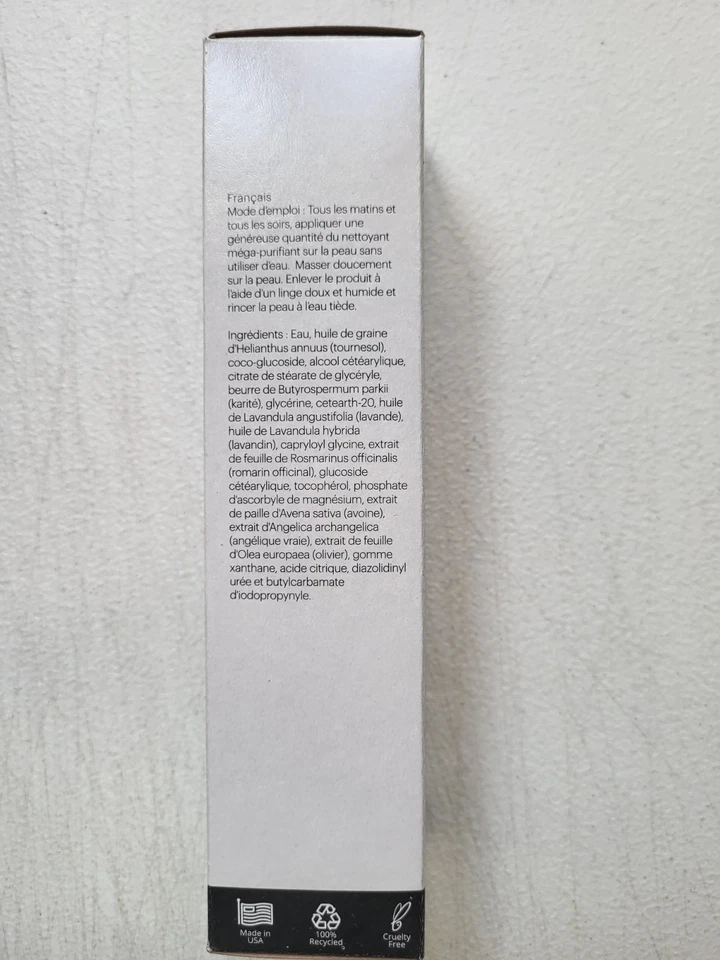 Français
Mode d'emploi : Tous les matins et
tous les soirs, appliquer une
généreuse quantité du nettoyant
méga-purifiant sur la peau sans
utiliser d'eau. Masser doucement
sur la peau. Enlever le produit à
l'aide d'un linge doux et humide et
rincer la peau à l'eau tiède.
Ingrédients : Eau, huile de graine
d'Helianthus annuus (tournesol),
coco-glucoside, alcool cétéarylique,
citrate de stéarate de glycéryle,
beurre de Butyrospermum parkii
(karité), glycérine, cetearth-20, huile
de Lavandula angustifolia (lavande),
huile de Lavandula hybrida
(lavandin), capryloyl glycine, extrait
de feuille de Rosmarinus officinalis
(romarin officinal), glucoside
cétéarylique, tocophérol, phosphate
d'ascorbyle de magnésium, extrait
de paille d'Avena sativa (avoine),
extrait d'Angelica archangelica
(angélique vraie), extrait de feuille
d'Olea europaea (olivier), gomme
xanthane, acide citrique, diazolidinyl
urée et butylcarbamate
d'iodopropynyle.
Made in
USA
100%
Recycled
Cruelty
Free